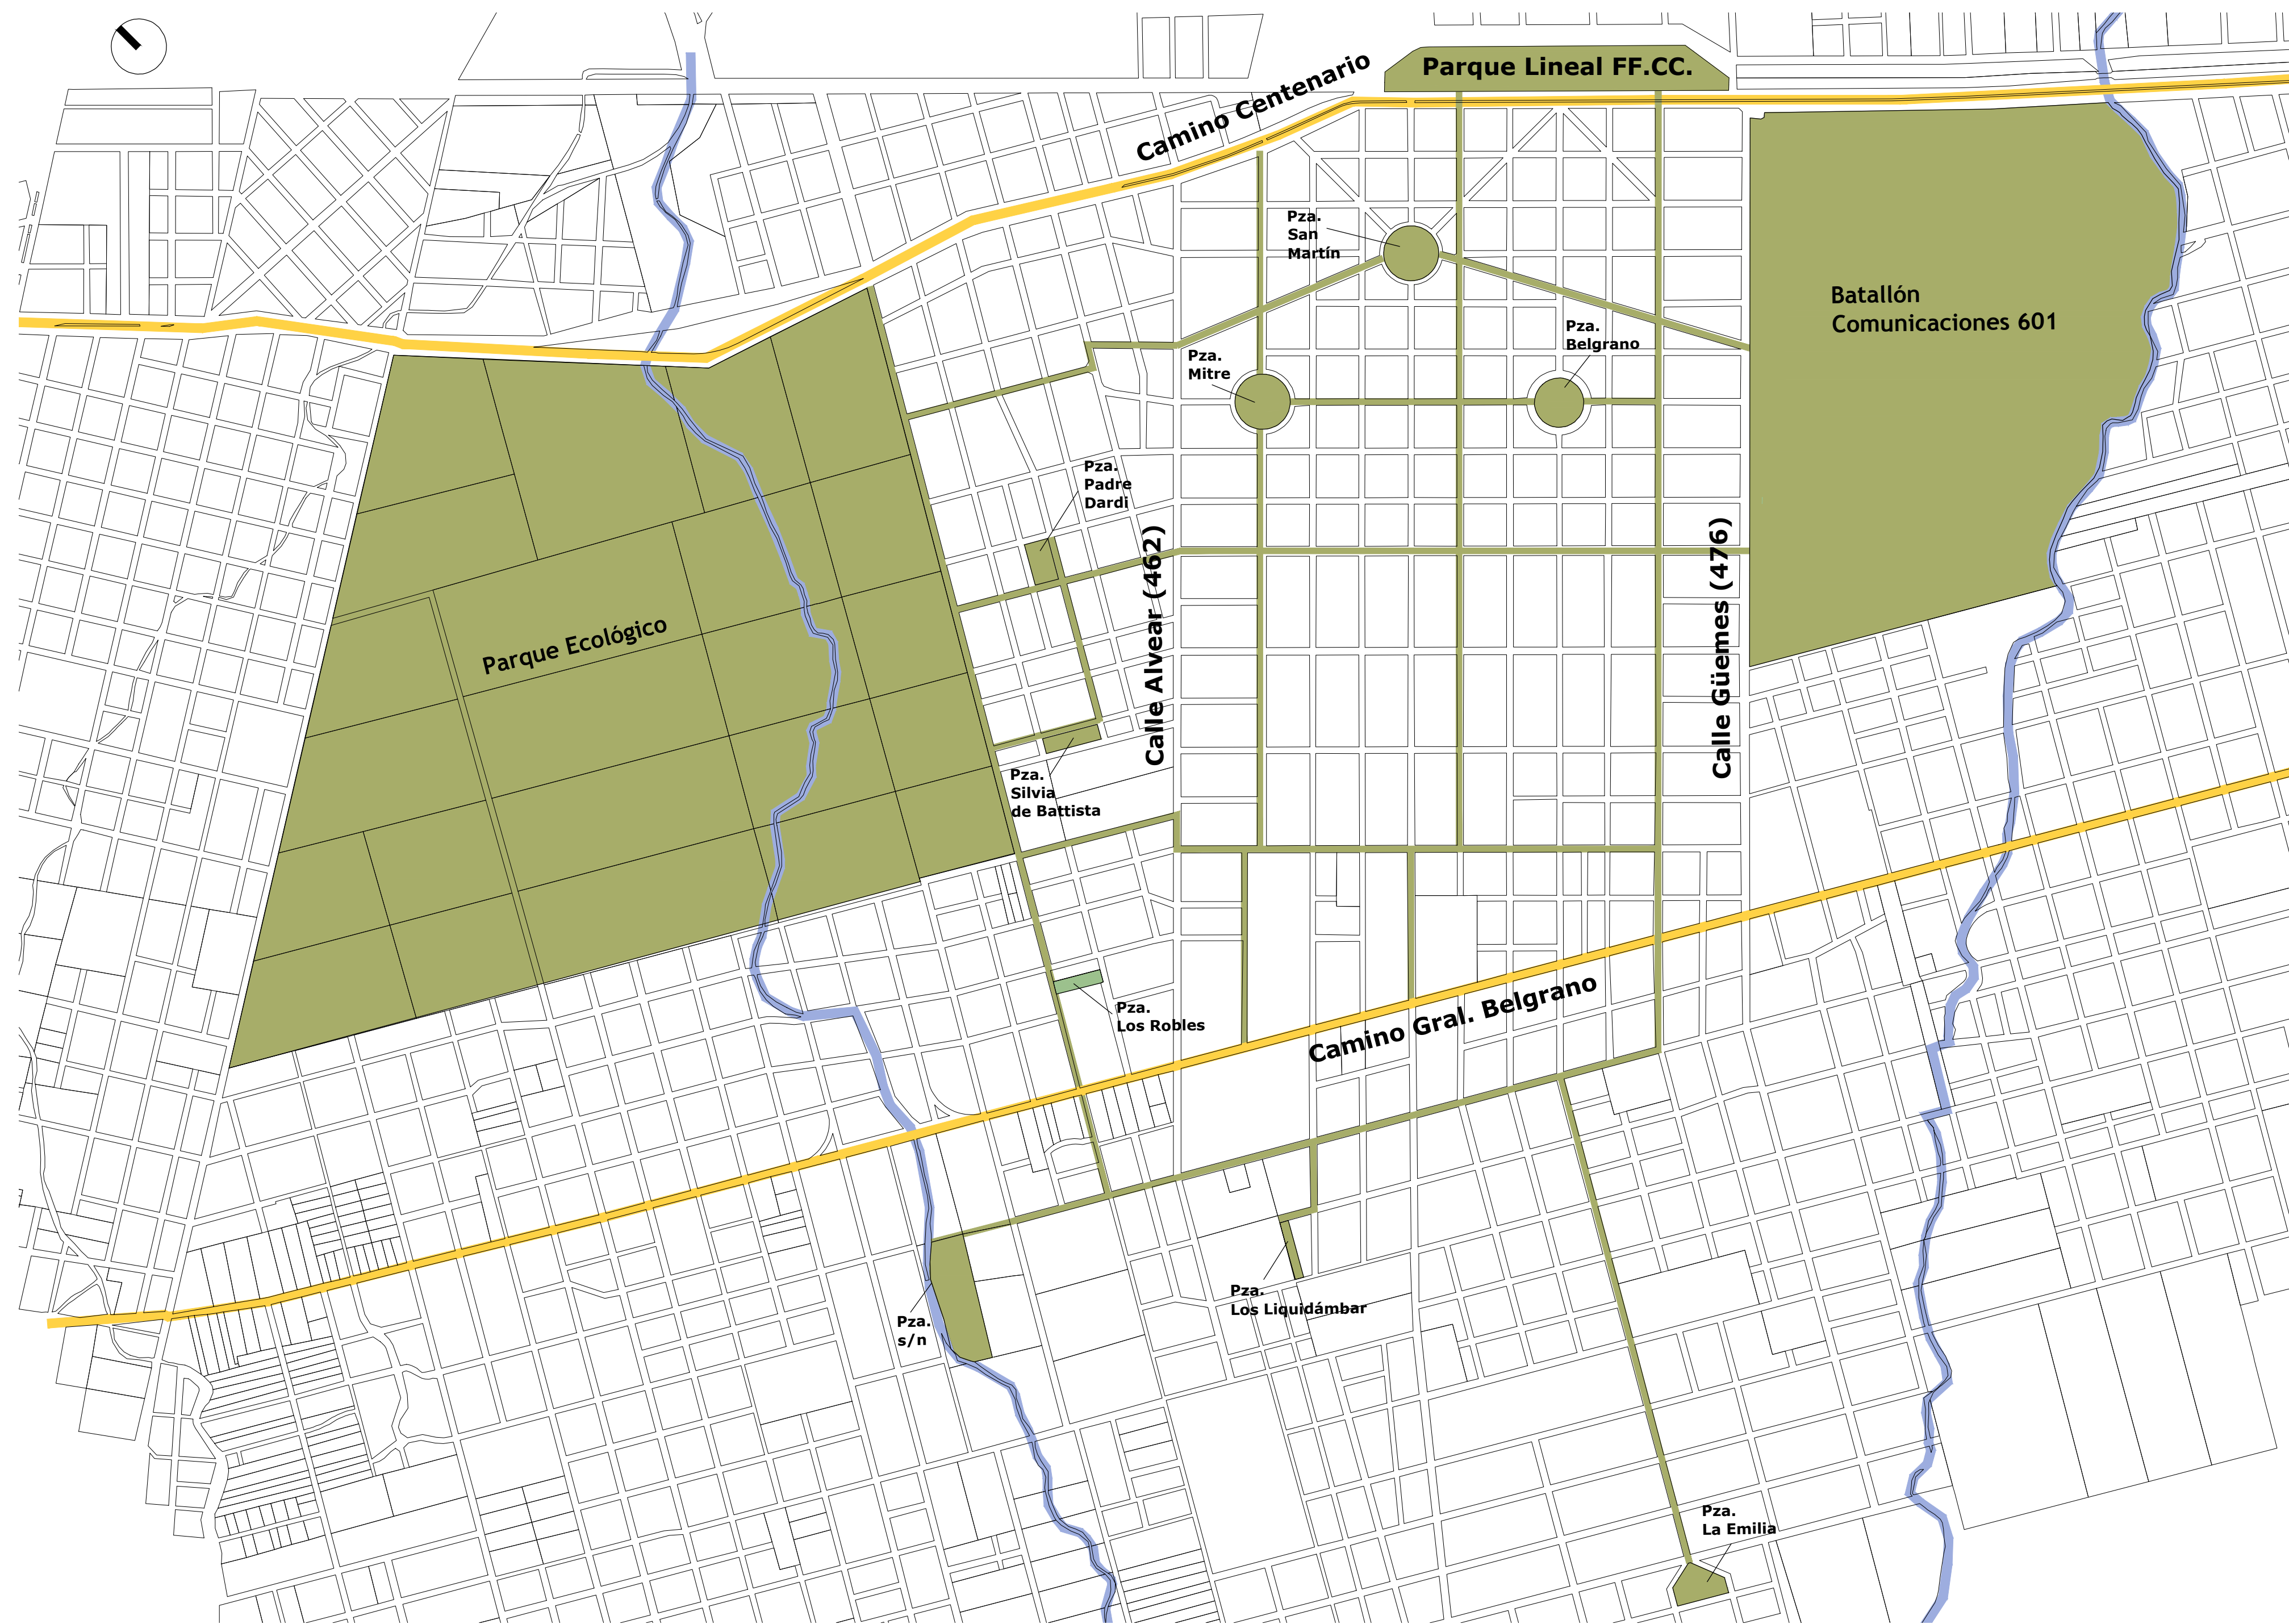 Parque Lineal FF.CC.
Camino Centenario
Pza.
San
Martín
Batallón
Comunicaciones 601
Pza.
Belgrano
Pza.
Mitre
Pza.
Padre
Dardi
Calle Alvear (462)
Calle Güemes (476)
Parque Ecológico
Pza.
Silvia
de Battista
Pza.
Los Robles
Camino Gral. Belgrano
Pza.
Los Liquidámbar
Pza.
s/n
Pza.
La Emilia